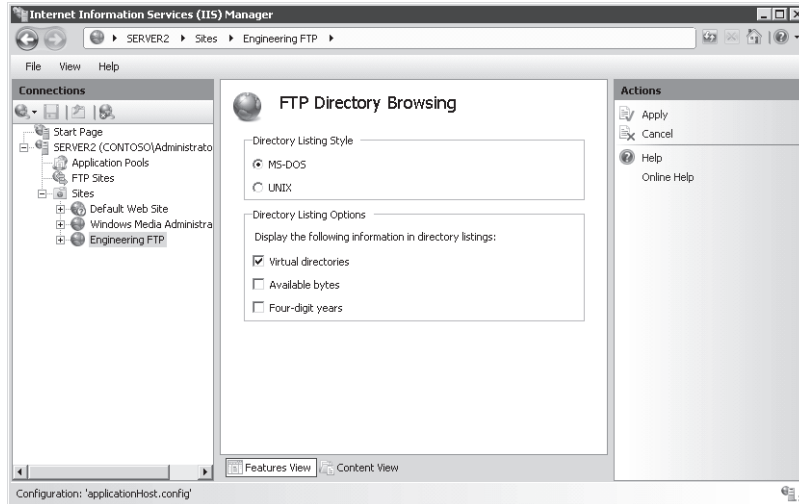 Internet Information Services (IIS) Manager
SERVER2 Sites Engineering FTP
File View Help
Connections
Start Page
SERVER2 (CONTOSO\Administrato
Application Pools
FTP Sites
Sites
Default Web Site
Windows Media Administra
Engineering FTP
FTP Directory Browsing
Directory Listing Style
MS-DOS
UNIX
Directory Listing Options
Display the following information in directory listings:
Virtual directories
Available bytes
Four-digit years
Features View Content View
Actions
Apply
Cancel
Help
Online Help
Configuration: 'applicationHost.config'